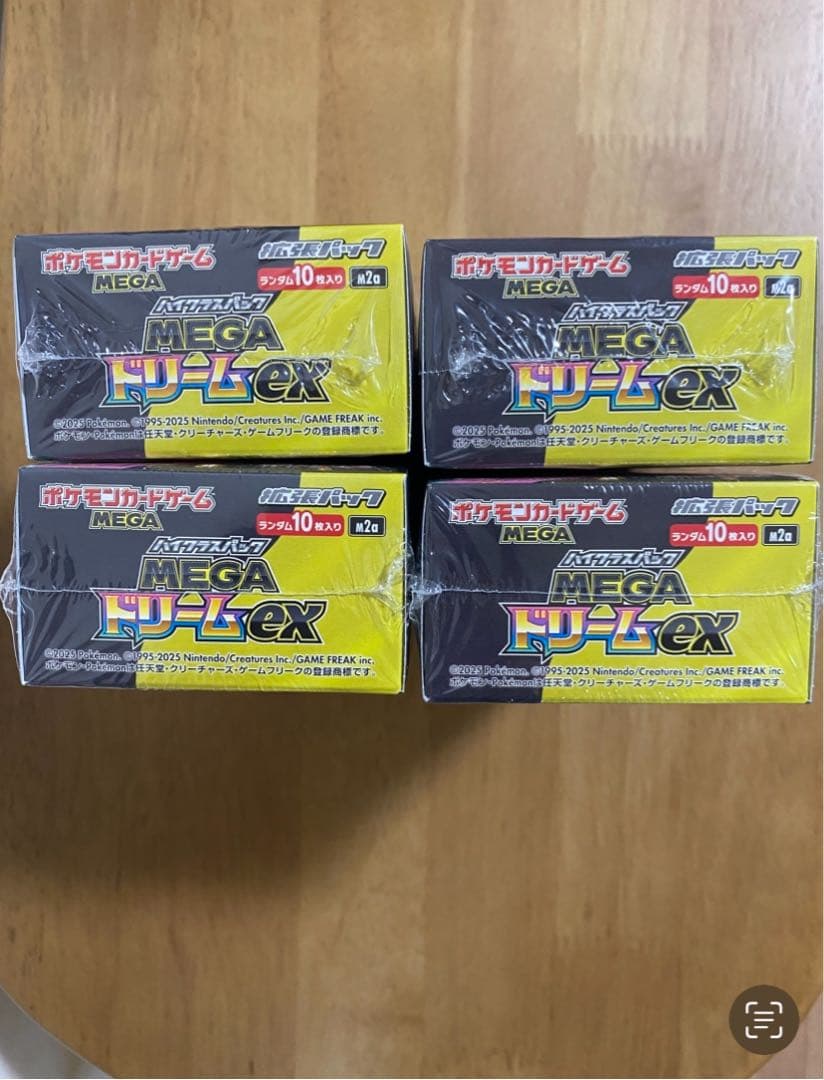 ポケモンカードゲーム
MEGA
拡張パック
ランダム10枚入り M2a
ハイクラスパック
MEGA
ドリームex
©2025 Pokémon. ©1995-2025 Nintendo/Creatures Inc./GAME FREAK inc.
ポケモン・Pokémonは任天堂・クリーチャーズ・ゲームフリークの登録商標です。
ポケモンカードゲーム
MEGA
拡張パック
ランダム10枚入り M2a
ハイクラスパック
MEGA
ドリームex
©2025 Pokémon. ©1995-2025 Nintendo/Creatures Inc./GAME FREAK inc.
ポケモン・Pokémonは任天堂・クリーチャーズ・ゲームフリークの登録商標です。
ポケモンカードゲーム
MEGA
拡張パック
ランダム10枚入り M2a
ハイクラスパック
MEGA
ドリームex
©2025 Pokémon. ©1995-2025 Nintendo/Creatures Inc./GAME FREAK inc.
ポケモン・Pokémonは任天堂・クリーチャーズ・ゲームフリークの登録商標です。
ポケモンカードゲーム
MEGA
拡張パック
ランダム10枚入り M2a
ハイクラスパック
MEGA
ドリームex
©2025 Pokémon. ©1995-2025 Nintendo/Creatures Inc./GAME FREAK inc.
ポケモン・Pokémonは任天堂・クリーチャーズ・ゲームフリークの登録商標です。